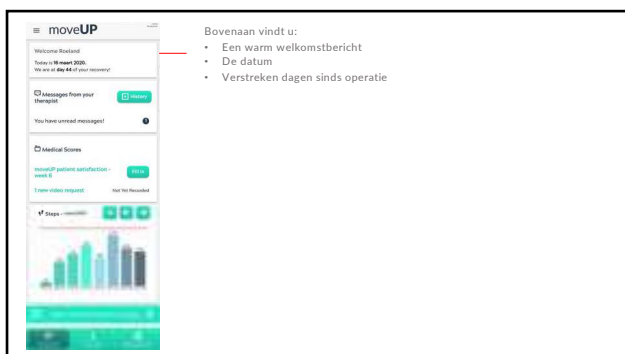 moveUP
Welcome Roeland
Today is 16 maart 2020.
We are at day 44 of your recovery!
Messages from your
therapist
History
You have unread messages!
Medical Scores
moveUP patient satisfaction -
week 6
Fill in
1 new video request
Not Yet Recorded
Steps -
Bovenaan vindt u:
• Een warm welkomstbericht
• De datum
• Verstreken dagen sinds operatie